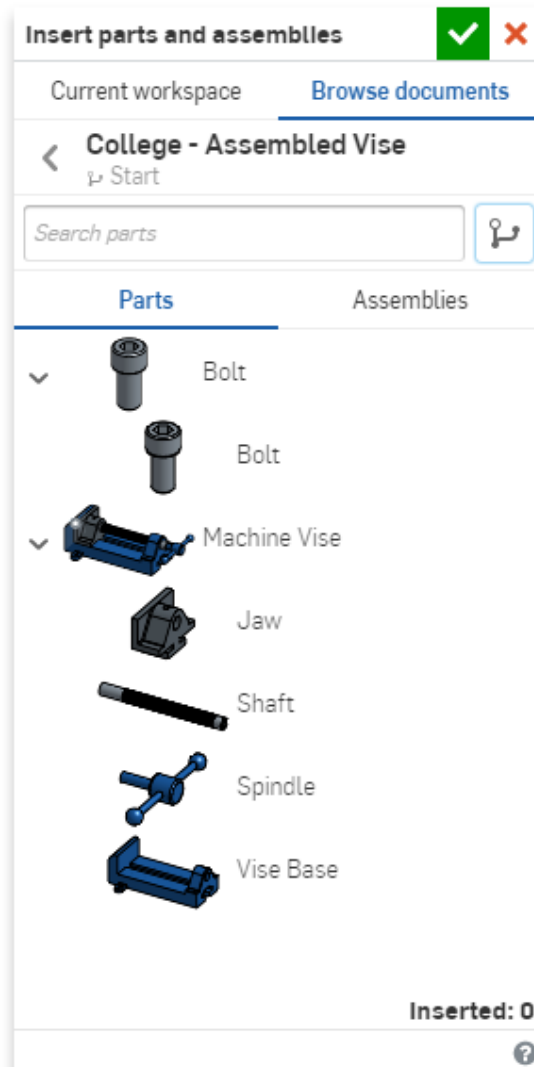 Insert parts and assemblies
Current workspace Browse documents
College - Assembled Vise
Start
Search parts
Parts Assemblies
Bolt
Bolt
Machine Vise
Jaw
Shaft
Spindle
Vise Base
Inserted: 0
?